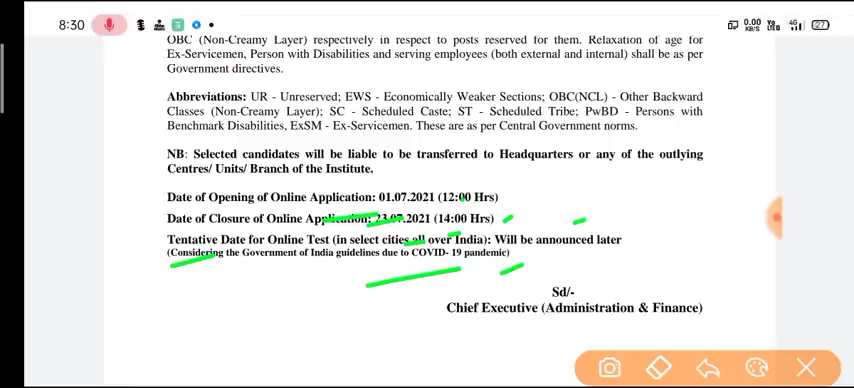 8:30 0.00 KB/S Vo LTE 4G 27
OBC (Non-Creamy Layer) respectively in respect to posts reserved for them. Relaxation of age for
Ex-Servicemen, Person with Disabilities and serving employees (both external and internal) shall be as per
Government directives.
Abbreviations: UR - Unreserved; EWS - Economically Weaker Sections; OBC(NCL) - Other Backward
Classes (Non-Creamy Layer); SC - Scheduled Caste; ST - Scheduled Tribe; PwBD - Persons with
Benchmark Disabilities, ExSM - Ex-Servicemen. These are as per Central Government norms.
NB: Selected candidates will be liable to be transferred to Headquarters or any of the outlying
Centres/ Units/ Branch of the Institute.
Date of Opening of Online Application: 01.07.2021 (12:00 Hrs)
Date of Closure of Online Application: 23.07.2021 (14:00 Hrs)
Tentative Date for Online Test (in select cities all over India): Will be announced later
(Considering the Government of India guidelines due to COVID- 19 pandemic)
Sd/-
Chief Executive (Administration & Finance)